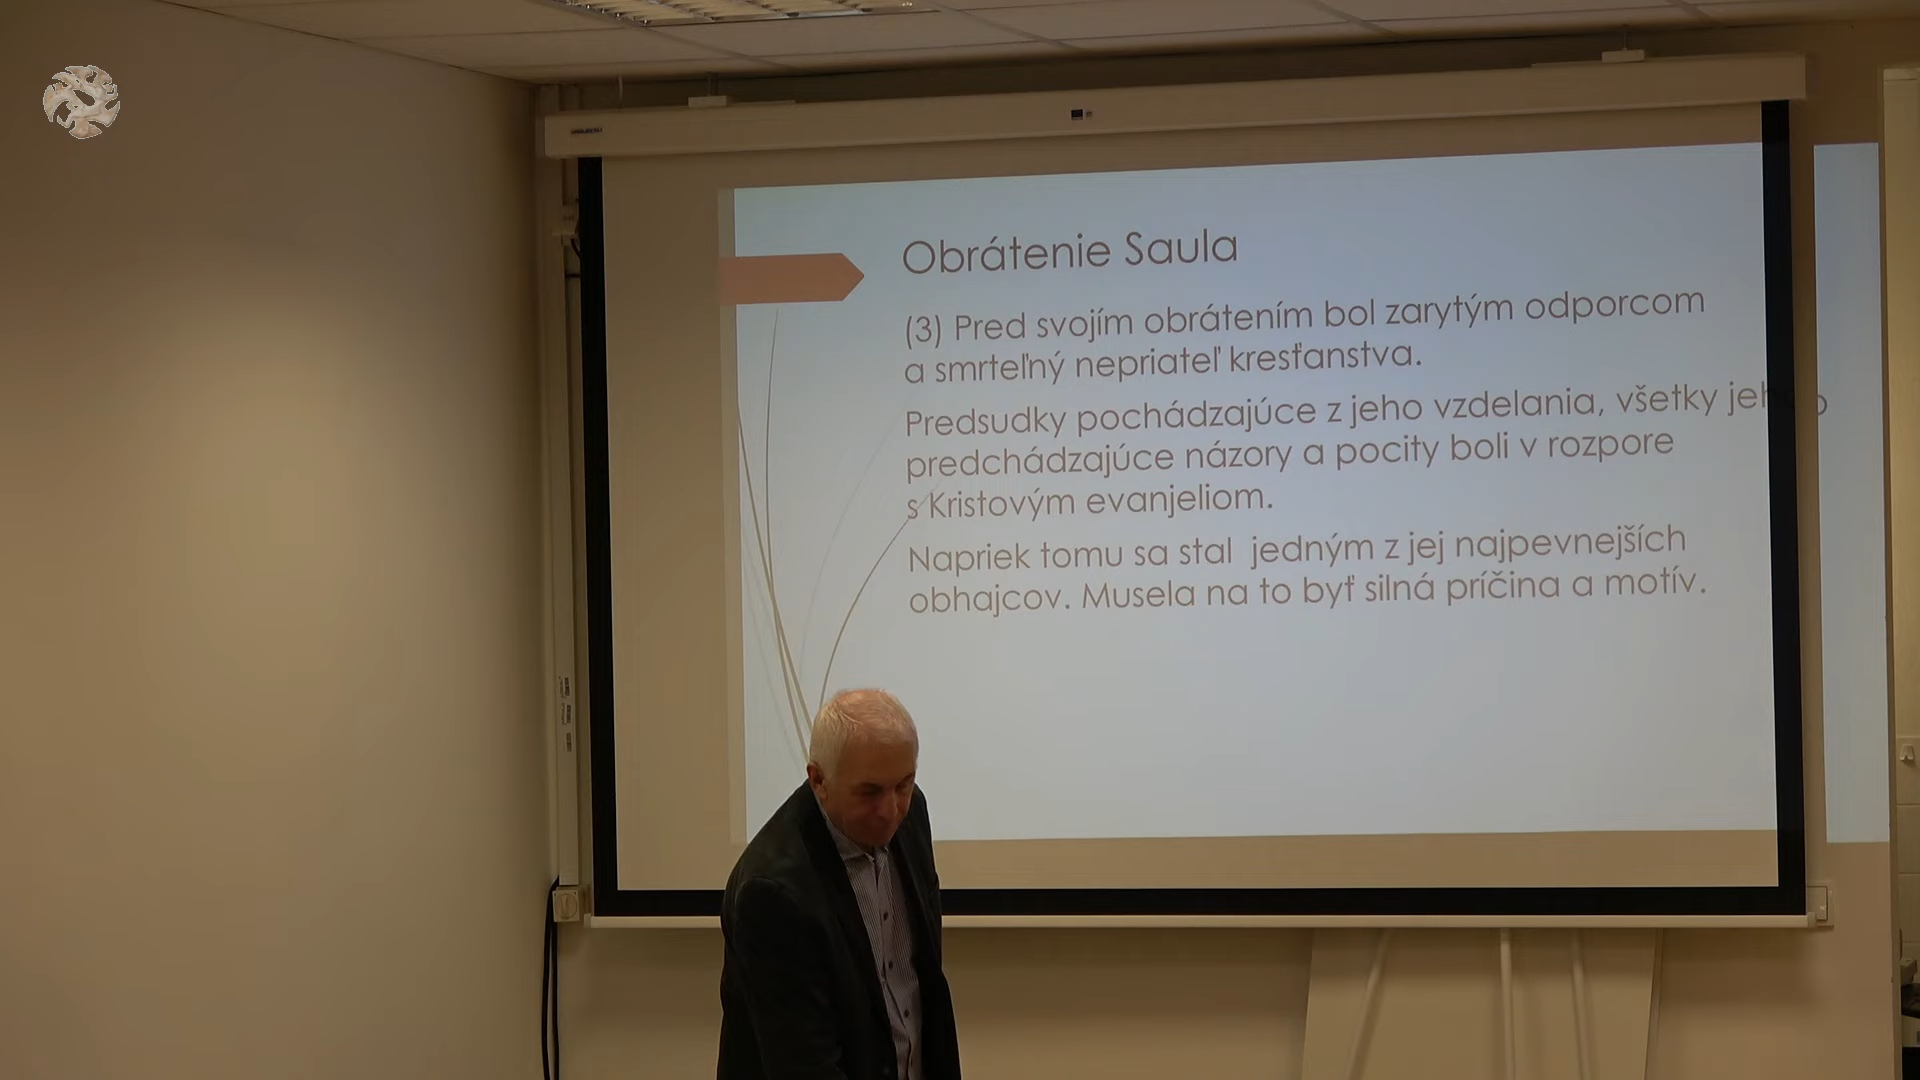 Obrátenie Saula
(3) Pred svojím obrátením bol zarytým odporcom
a smrteľný nepriateľ kresťanstva.
Predsudky pochádzajúce z jeho vzdelania, všetky jeho
predchádzajúce názory a pocity boli v rozpore
s Kristovým evanjeliom.
Napriek tomu sa stal jedným z jej najpevnejších
obhajcov. Musela na to byť silná príčina a motív.